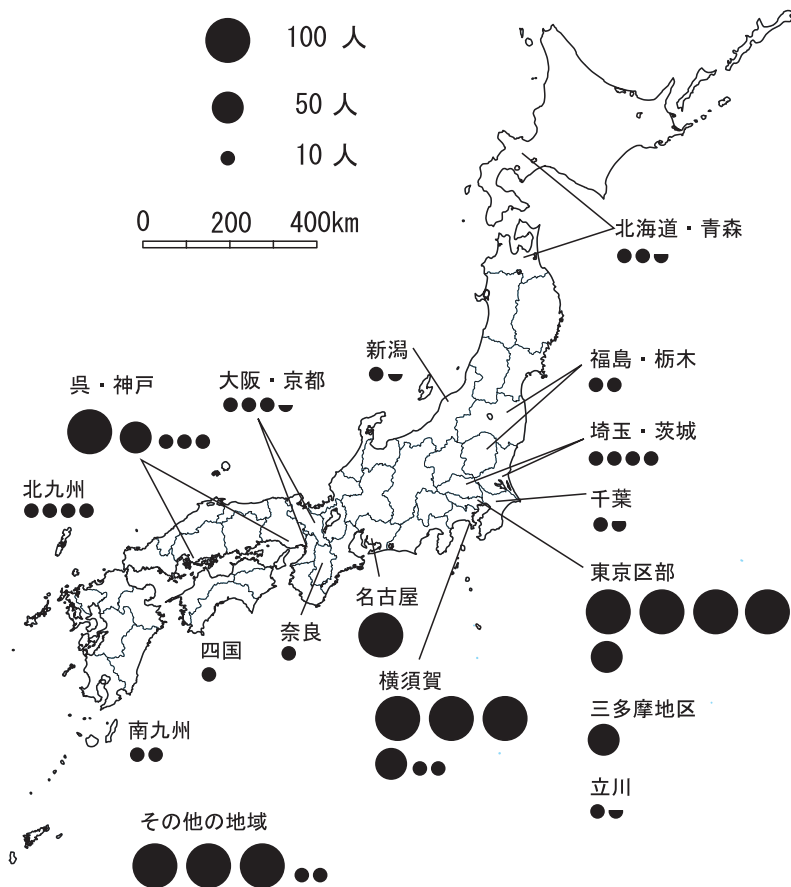 100 人
50 人
10 人
0 200 400km
北海道・青森
新潟
福島・栃木
呉・神戸
大阪・京都
埼玉・茨城
北九州
千葉
東京区部
名古屋
奈良
四国
横須賀
三多摩地区
南九州
立川
その他の地域